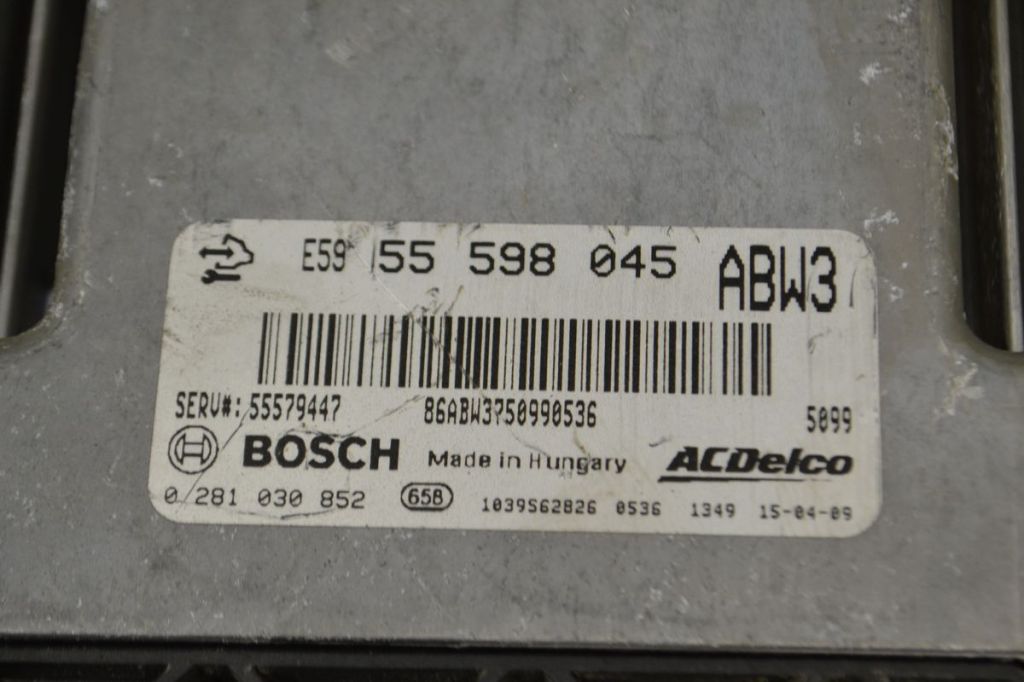 E59 55 598 045 ABW3
SERV#: 55579447 86ABW3750990536 5099
BOSCH Made in Hungary ACDelco
0 281 030 852 65B 1039S62826 0536 1349 15-04-09